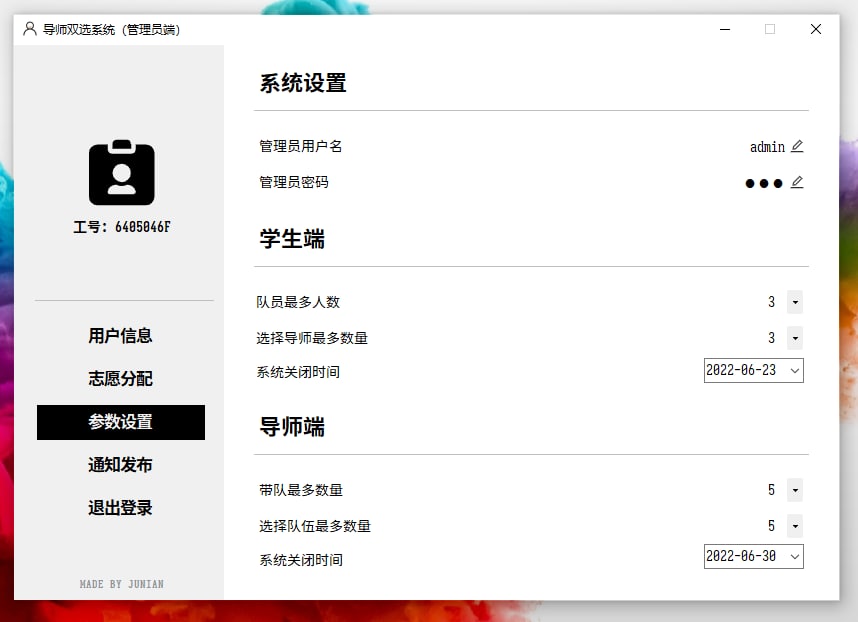 导师双选系统（管理员端）
工号：6405046F
用户信息
志愿分配
参数设置
通知发布
退出登录
MADE BY JUNIAN
系统设置
管理员用户名 admin
管理员密码 ●●●
学生端
队员最多人数 3
选择导师最多数量 3
系统关闭时间 2022-06-23
导师端
带队最多数量 5
选择队伍最多数量 5
系统关闭时间 2022-06-30